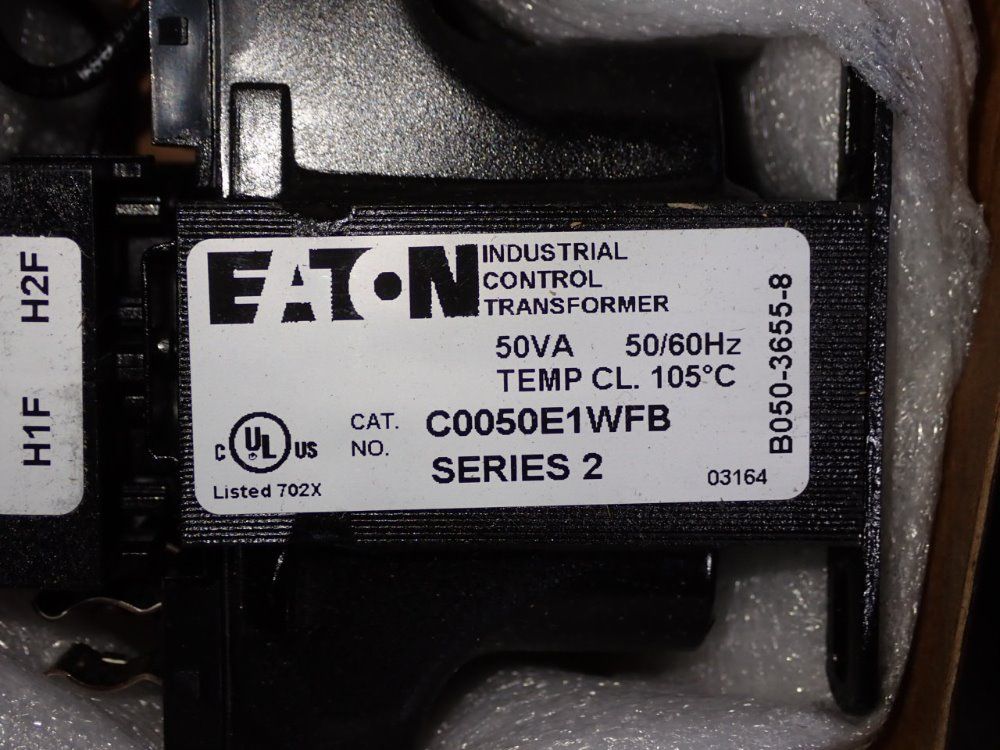 H2F
H1F
EATON
INDUSTRIAL
CONTROL
TRANSFORMER
50VA 50/60Hz
TEMP CL. 105°C
CAT. NO. C0050E1WFB
SERIES 2
C UL US
Listed 702X
03164
B050-3655-8